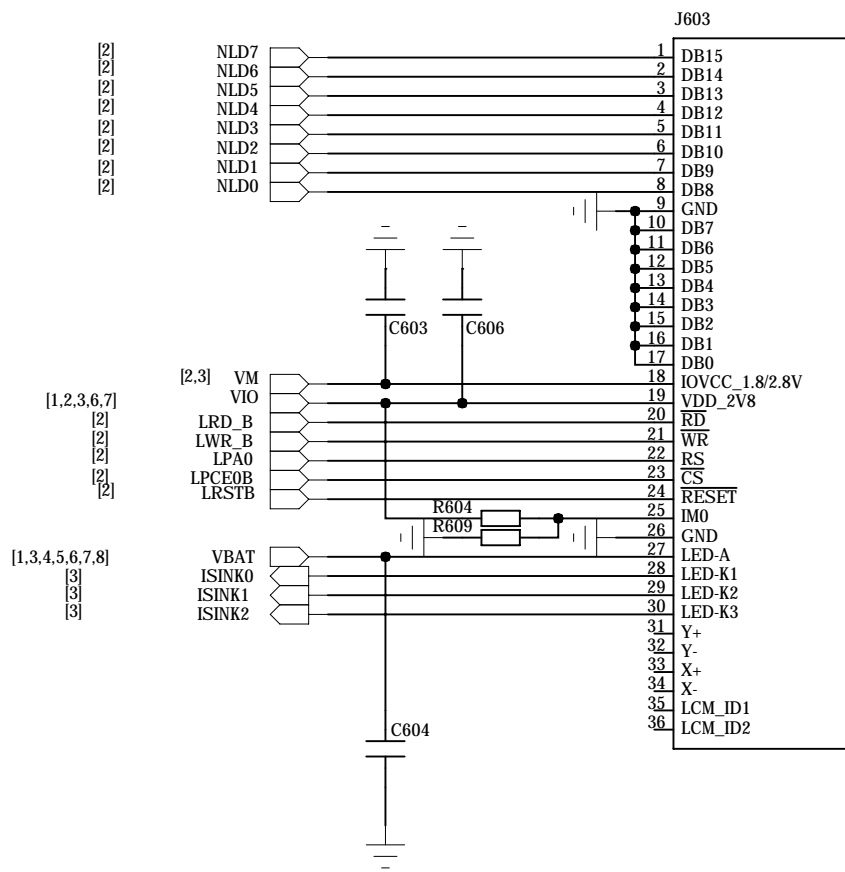 J603
[2] NLD7 1 DB15
[2] NLD6 2 DB14
[2] NLD5 3 DB13
[2] NLD4 4 DB12
[2] NLD3 5 DB11
[2] NLD2 6 DB10
[2] NLD1 7 DB9
[2] NLD0 8 DB8
9 GND
10 DB7
11 DB6
12 DB5
13 DB4
14 DB3
15 DB2
16 DB1
17 DB0
C603 C606
[2,3] VM 18 IOVCC_1.8/2.8V
[1,2,3,6,7] VIO 19 VDD_2V8
[2] LRD_B 20 RD
[2] LWR_B 21 WR
[2] LPA0 22 RS
[2] LPCE0B 23 CS
[2] LRSTB 24 RESET
R604 25 IM0
R609 26 GND
[1,3,4,5,6,7,8] VBAT 27 LED-A
[3] ISINK0 28 LED-K1
[3] ISINK1 29 LED-K2
[3] ISINK2 30 LED-K3
31 Y+
32 Y-
33 X+
34 X-
35 LCM_ID1
36 LCM_ID2
C604